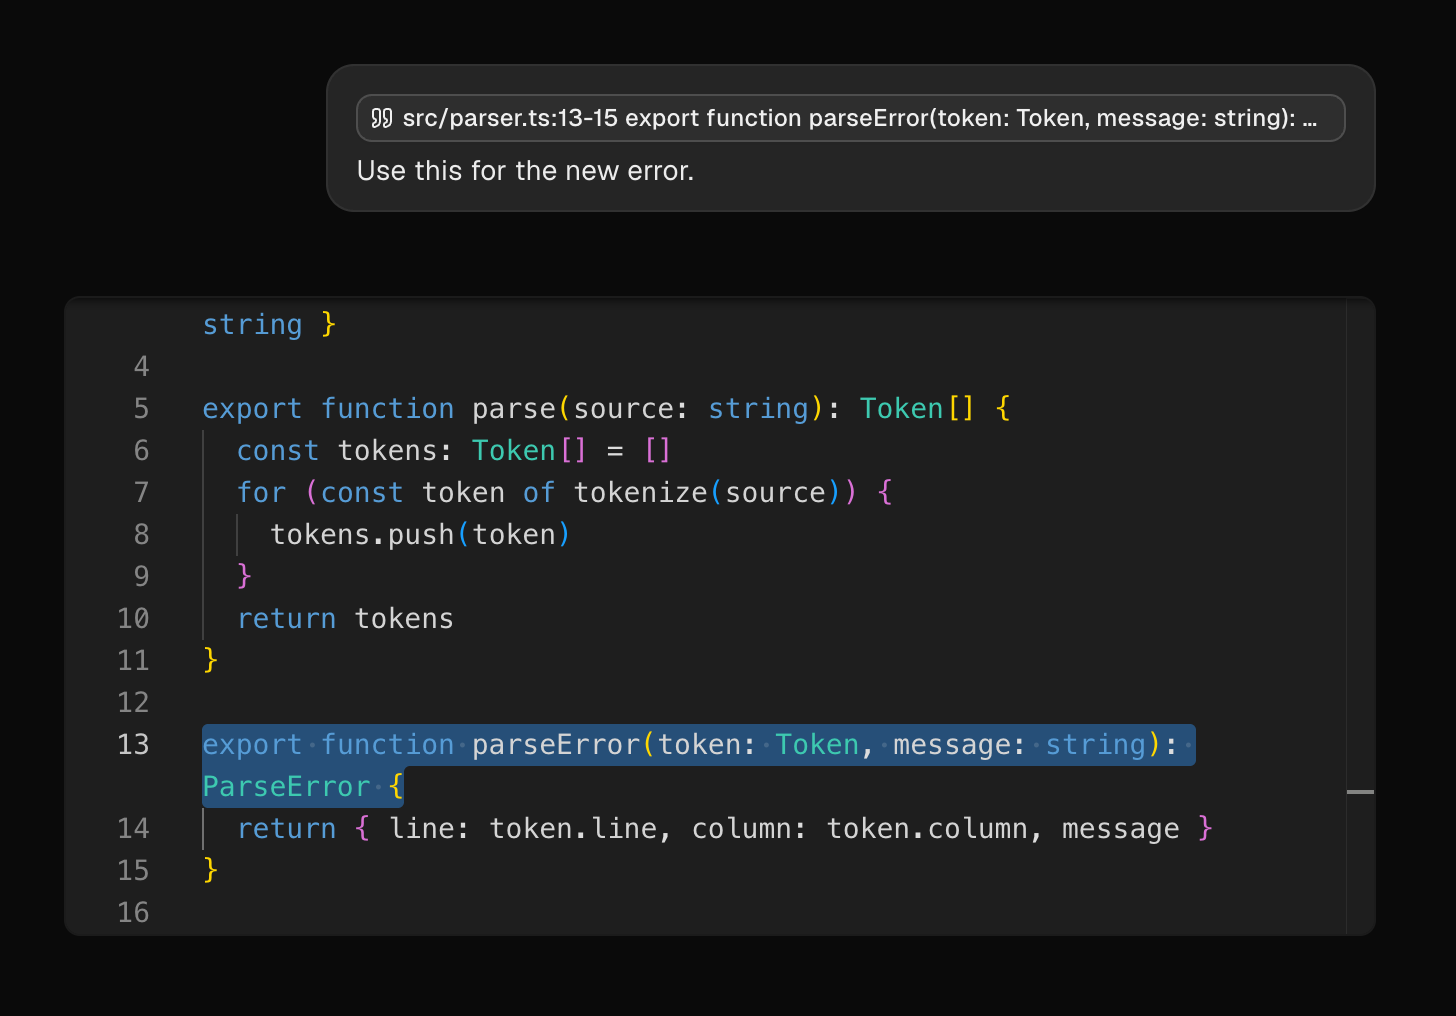 src/parser.ts:13-15 export function parseError(token: Token, message: string): ...
Use this for the new error.
string }
4
5 export function parse(source: string): Token[] {
6 const tokens: Token[] = []
7 for (const token of tokenize(source)) {
8 tokens.push(token)
9 }
10 return tokens
11 }
12
13 export function parseError(token: Token, message: string):
ParseError {
14 return { line: token.line, column: token.column, message }
15 }
16